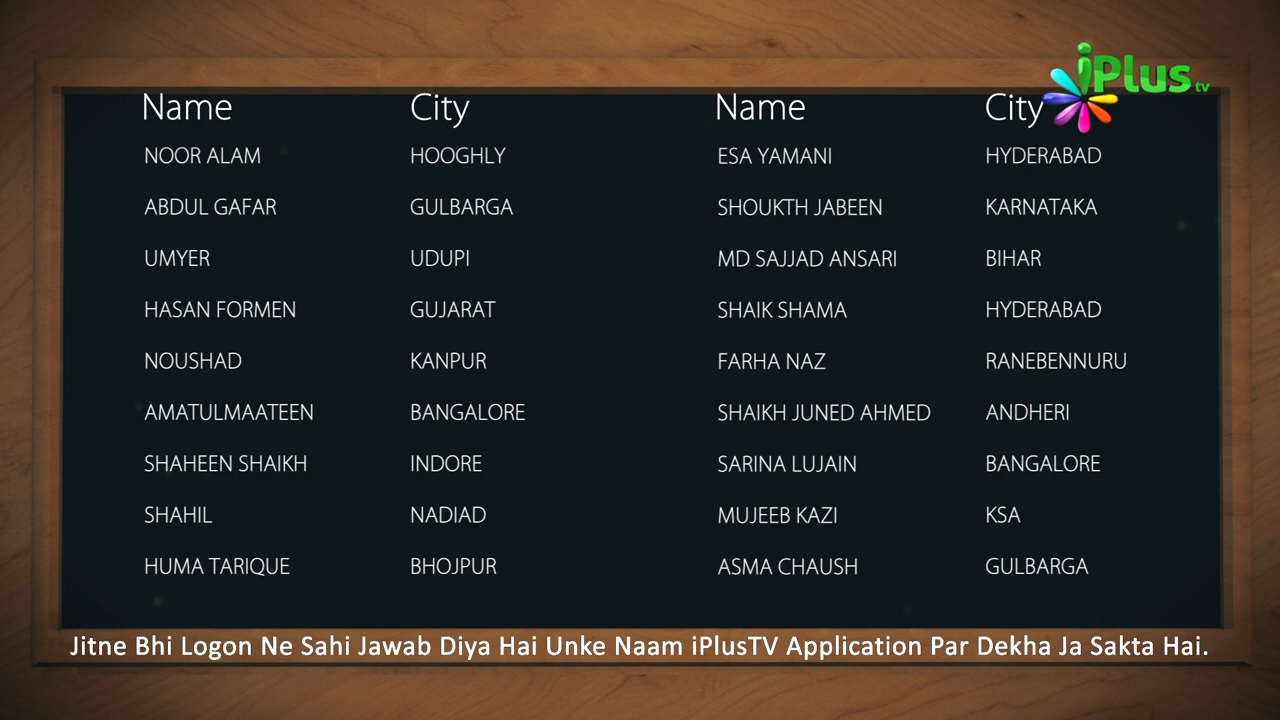 iPlus tv
Name City Name City
NOOR ALAM HOOGHLY ESA YAMANI HYDERABAD
ABDUL GAFAR GULBARGA SHOUKTH JABEEN KARNATAKA
UMYER UDUPI MD SAJJAD ANSARI BIHAR
HASAN FORMEN GUJARAT SHAIK SHAMA HYDERABAD
NOUSHAD KANPUR FARHA NAZ RANEBENNURU
AMATULMAATEEN BANGALORE SHAIKH JUNED AHMED ANDHERI
SHAHEEN SHAIKH INDORE SARINA LUJAIN BANGALORE
SHAHIL NADIAD MUJEEB KAZI KSA
HUMA TARIQUE BHOJPUR ASMA CHAUSH GULBARGA
Jitne Bhi Logon Ne Sahi Jawab Diya Hai Unke Naam iPlusTV Application Par Dekha Ja Sakta Hai.